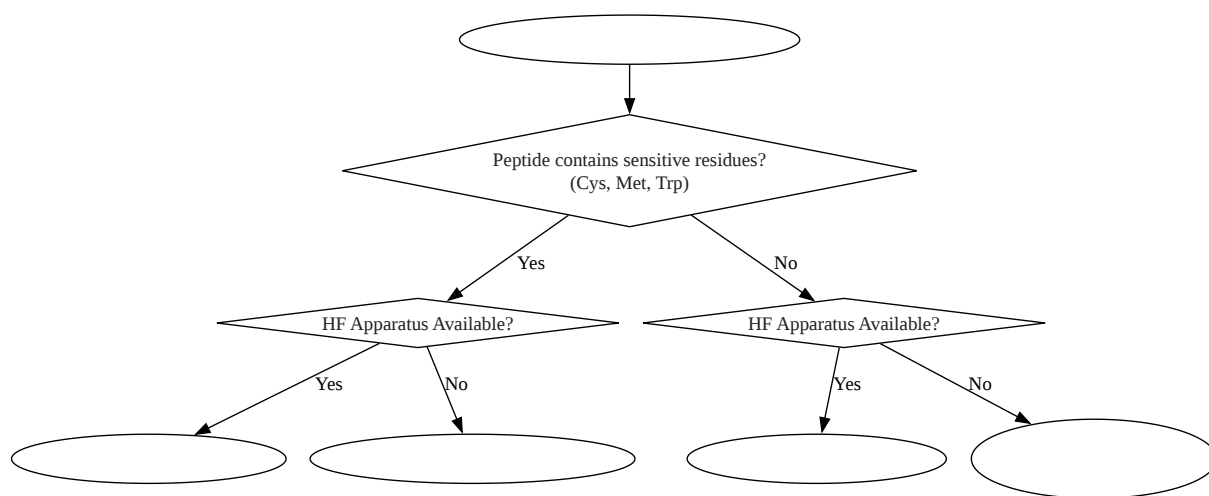 Peptide contains sensitive residues?
(Cys, Met, Trp)
Yes
No
HF Apparatus Available?
HF Apparatus Available?
Yes
No
Yes
No